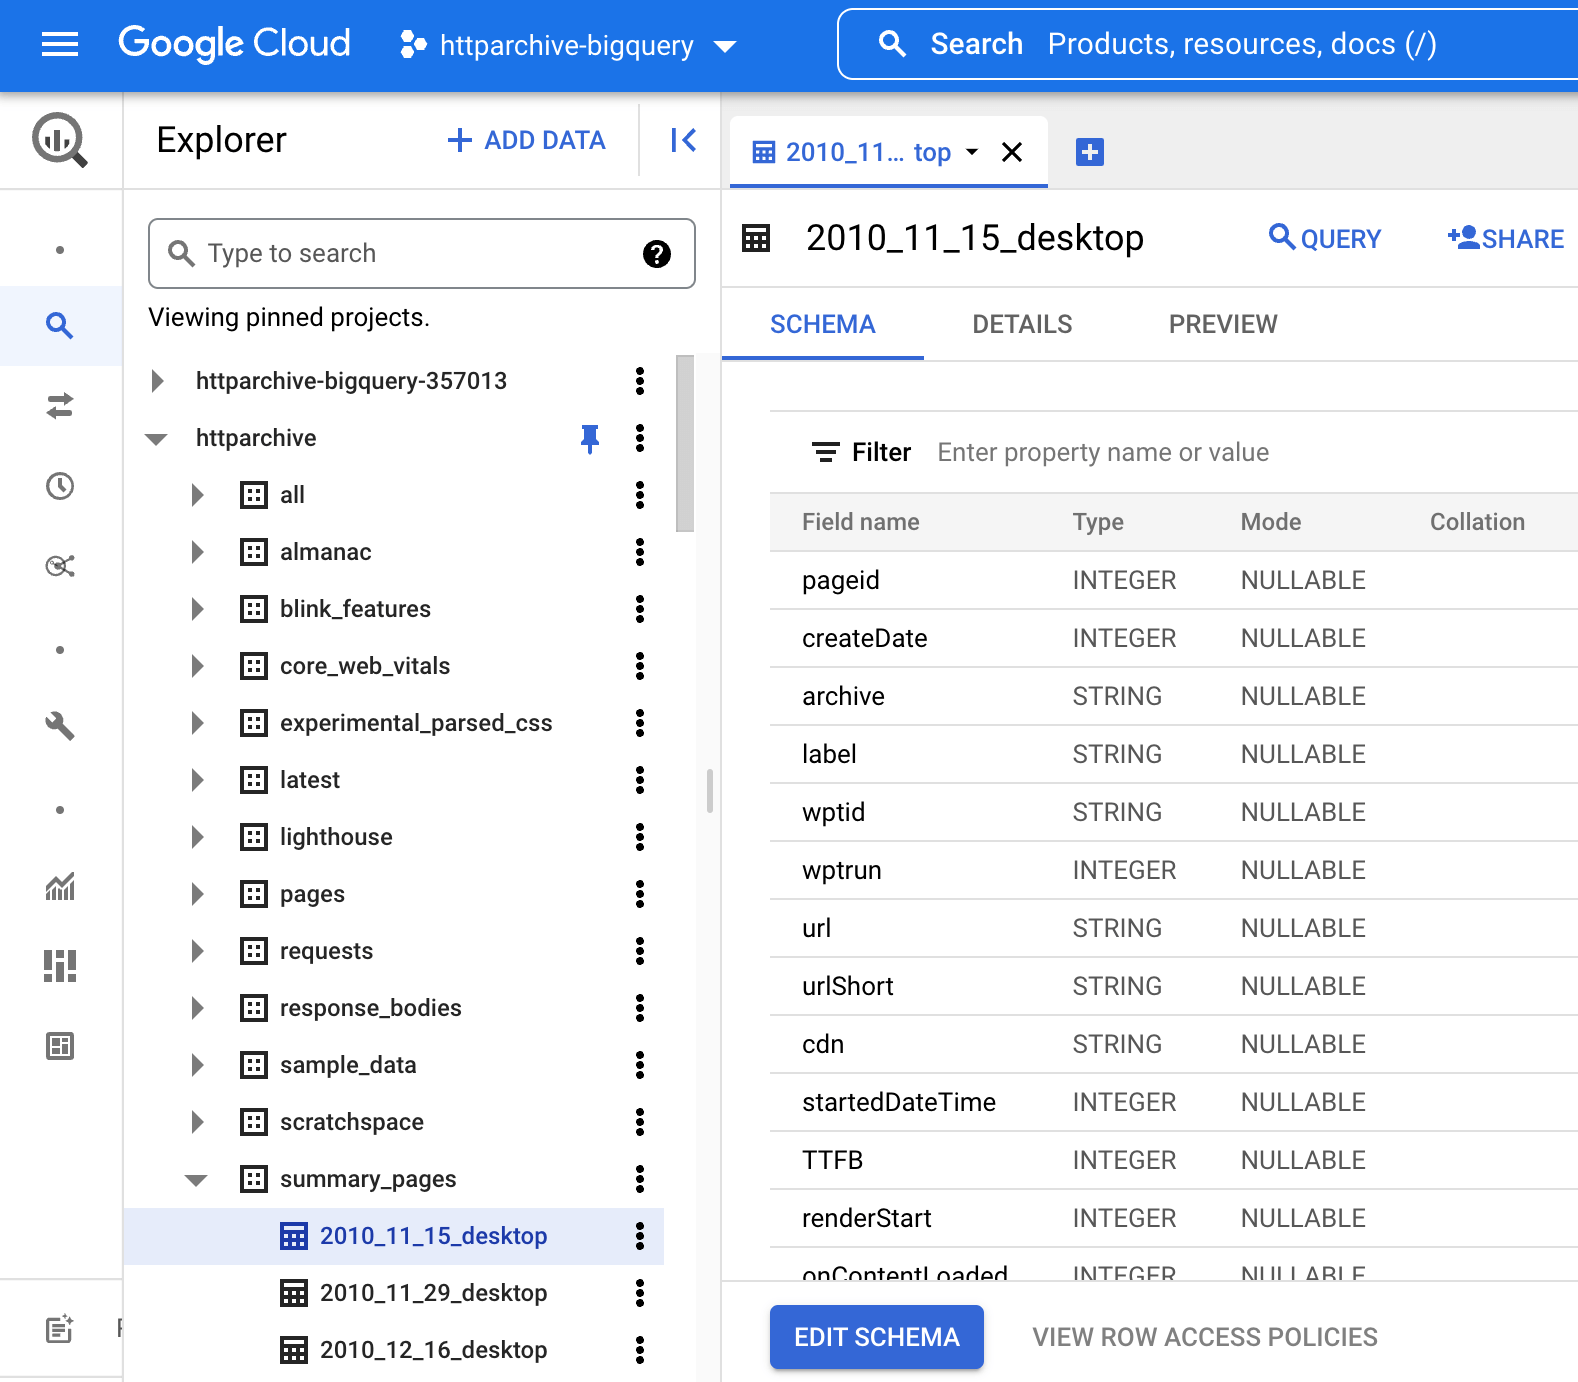 Google Cloud httparchive-bigquery Search Products, resources, docs (/)
Explorer + ADD DATA
Type to search
Viewing pinned projects.
httparchive-bigquery-357013
httparchive
all
almanac
blink_features
core_web_vitals
experimental_parsed_css
latest
lighthouse
pages
requests
response_bodies
sample_data
scratchspace
summary_pages
2010_11_15_desktop
2010_11_29_desktop
2010_12_16_desktop
2010_11... top
2010_11_15_desktop QUERY SHARE
SCHEMA DETAILS PREVIEW
Filter Enter property name or value
Field name Type Mode Collation
pageid INTEGER NULLABLE
createDate INTEGER NULLABLE
archive STRING NULLABLE
label STRING NULLABLE
wptid STRING NULLABLE
wptrun INTEGER NULLABLE
url STRING NULLABLE
urlShort STRING NULLABLE
cdn STRING NULLABLE
startedDateTime INTEGER NULLABLE
TTFB INTEGER NULLABLE
renderStart INTEGER NULLABLE
onContentLoaded INTEGER NULLABLE
EDIT SCHEMA VIEW ROW ACCESS POLICIES